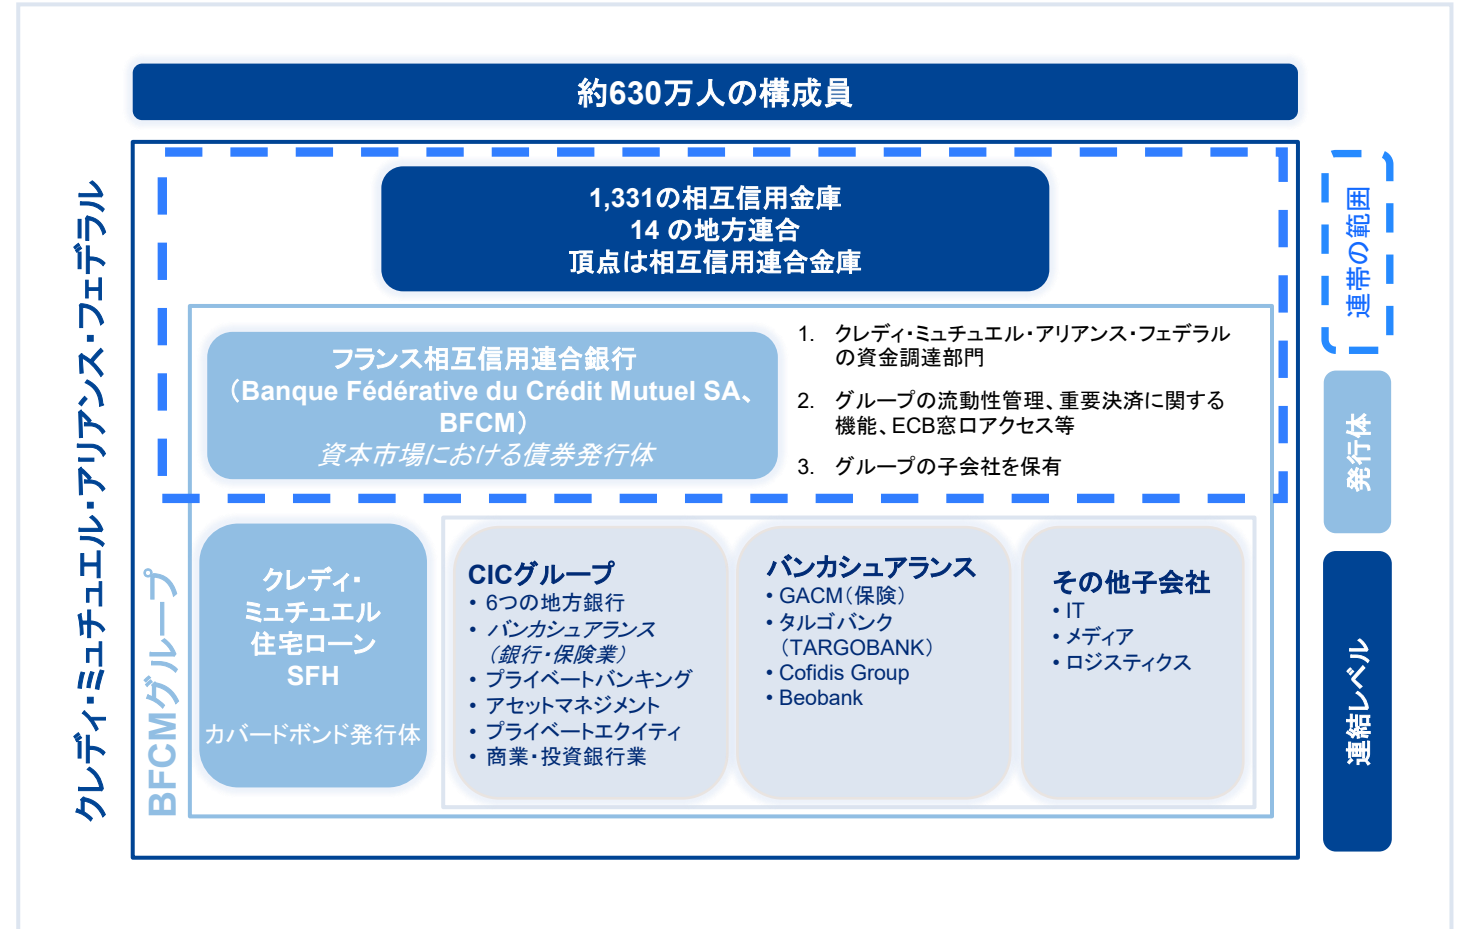 約630万人の構成員
クレディ・ミュチュエル・アリアンス・フェデラル
1,331の相互信用金庫
14 の地方連合
頂点は相互信用連合金庫
フランス相互信用連合銀行
（Banque Fédérative du Crédit Mutuel SA、
BFCM）
資本市場における債券発行体
1. クレディ・ミュチュエル・アリアンス・フェデラル
の資金調達部門
2. グループの流動性管理、重要決済に関する
機能、ECB窓口アクセス等
3. グループの子会社を保有
BFCMグループ
クレディ・
ミュチュエル
住宅ローン
SFH
カバードボンド発行体
CICグループ
• 6つの地方銀行
• バンカシュアランス
（銀行・保険業）
• プライベートバンキング
• アセットマネジメント
• プライベートエクイティ
• 商業・投資銀行業
バンカシュアランス
• GACM（保険）
• タルゴバンク
（TARGOBANK）
• Cofidis Group
• Beobank
その他子会社
• IT
• メディア
• ロジスティクス
連帯の範囲
発行体
連結レベル